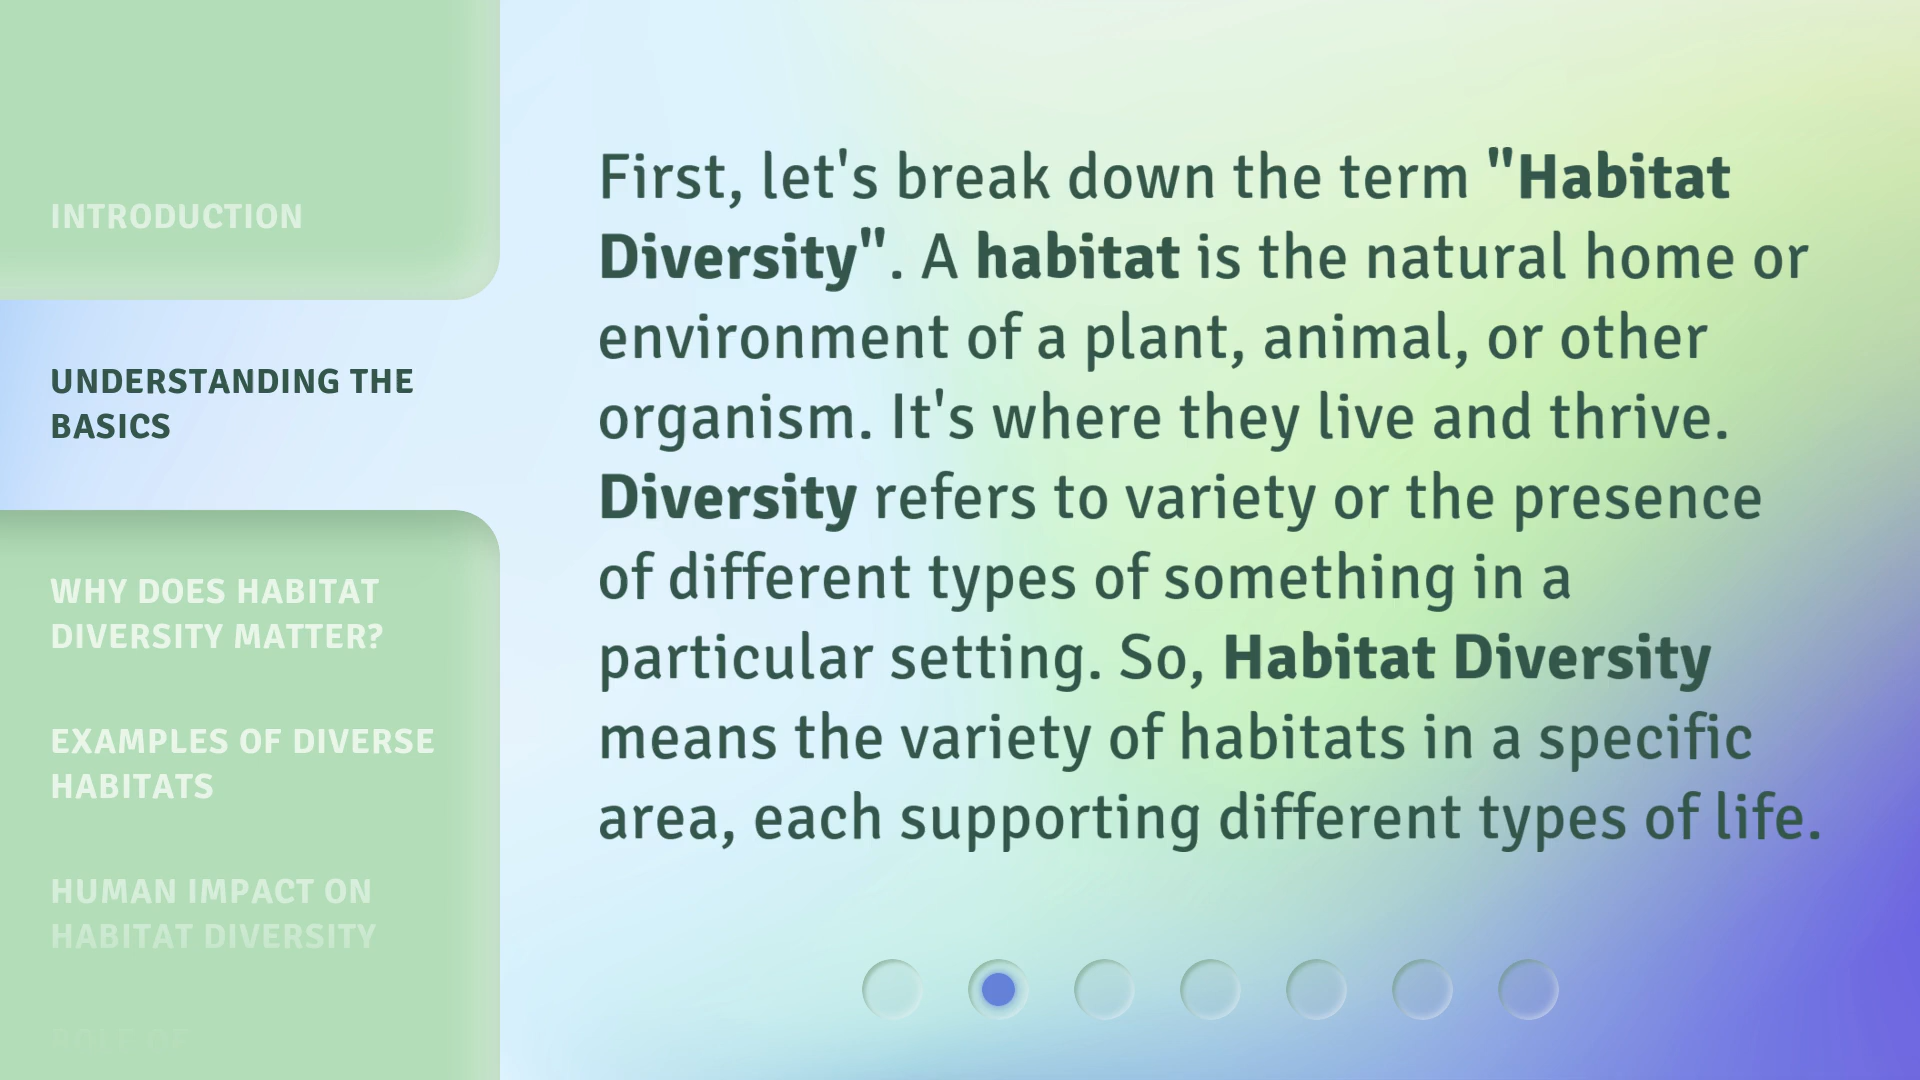 INTRODUCTION
UNDERSTANDING THE
BASICS
WHY DOES HABITAT
DIVERSITY MATTER?
EXAMPLES OF DIVERSE
HABITATS
HUMAN IMPACT ON
HABITAT DIVERSITY
ROLE OF
First, let's break down the term "Habitat
Diversity". A habitat is the natural home or
environment of a plant, animal, or other
organism. It's where they live and thrive.
Diversity refers to variety or the presence
of different types of something in a
particular setting. So, Habitat Diversity
means the variety of habitats in a specific
area, each supporting different types of life.